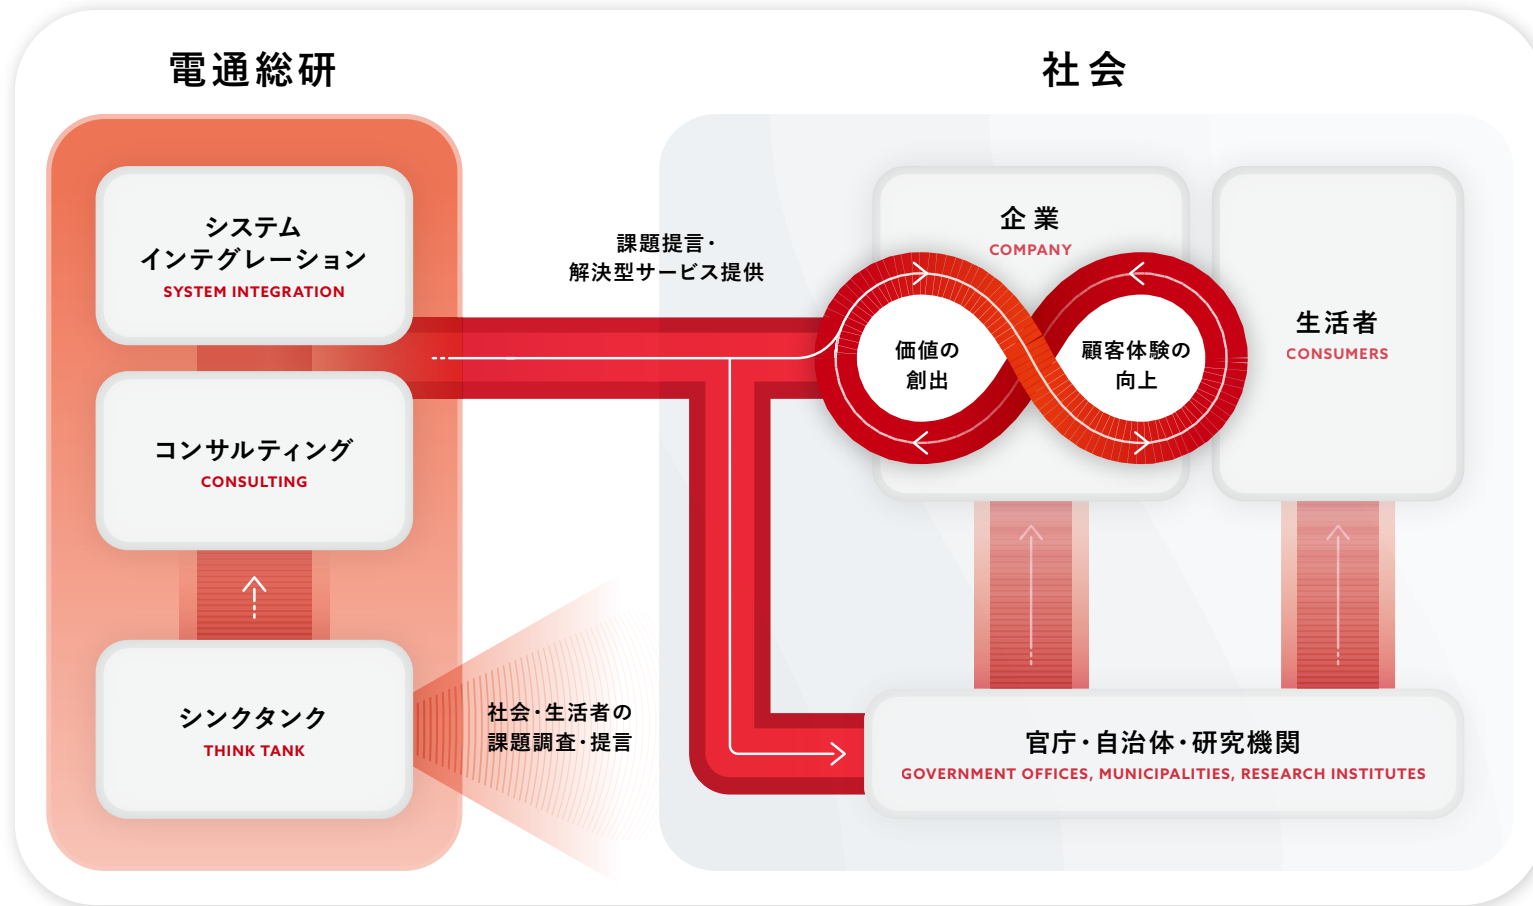 電通総研
システム
インテグレーション
SYSTEM INTEGRATION
コンサルティング
CONSULTING
シンクタンク
THINK TANK
課題提言・
解決型サービス提供
社会・生活者の
課題調査・提言
社会
企業
COMPANY
価値の
創出
顧客体験の
向上
生活者
CONSUMERS
官庁・自治体・研究機関
GOVERNMENT OFFICES, MUNICIPALITIES, RESEARCH INSTITUTES